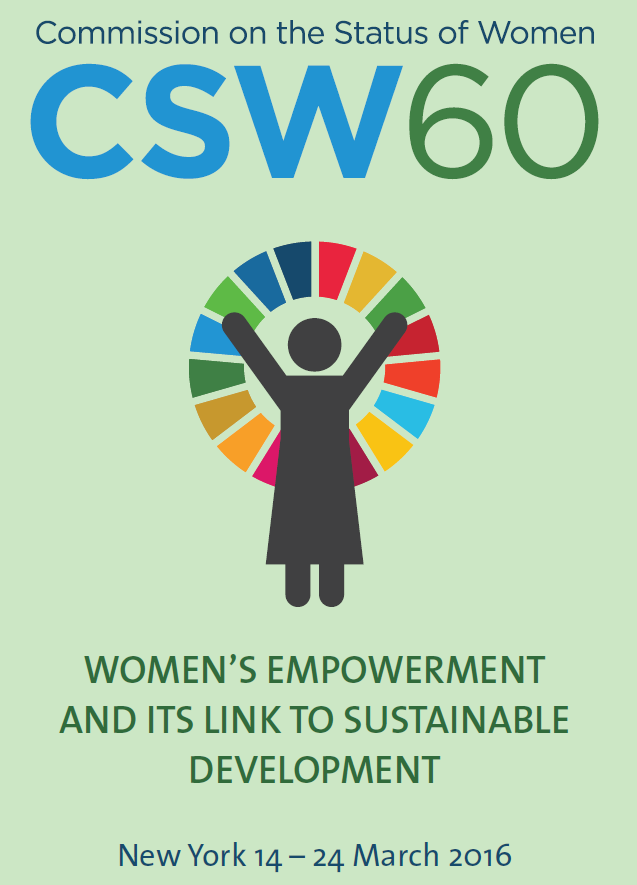 Commission on the Status of Women
CSW60
WOMEN’S EMPOWERMENT
AND ITS LINK TO SUSTAINABLE
DEVELOPMENT
New York 14 – 24 March 2016